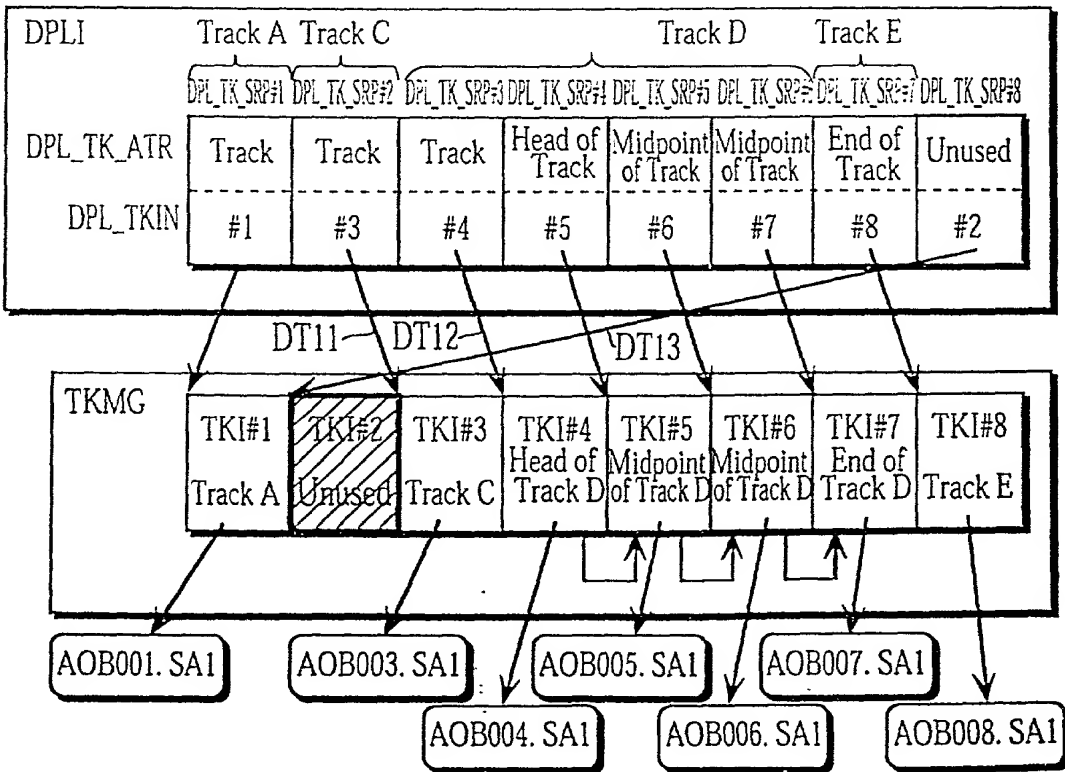 DPLI Track A Track C Track D Track E
DPL_TK_SRP#1 DPL_TK_SRP#2 DPL_TK_SRP#3 DPL_TK_SRP#4 DPL_TK_SRP#5 DPL_TK_SRP# DPL_TK_SRP#7 DPL_TK_SRP#8
DPL_TK_ATR Track Track Track Head of Track Midpoint of Track Midpoint of Track End of Track Unused
DPL_TKIN #1 #3 #4 #5 #6 #7 #8 #2
DT11 DT12 DT13
TKMG
TKI#1 TKI#2 TKI#3 TKI#4 TKI#5 TKI#6 TKI#7 TKI#8
Track A Unused Track C Head of Track D Midpoint of Track D Midpoint of Track D End of Track D Track E
AOB001. SA1 AOB003. SA1 AOB005. SA1 AOB007. SA1
AOB004. SA1 AOB006. SA1 AOB008. SA1